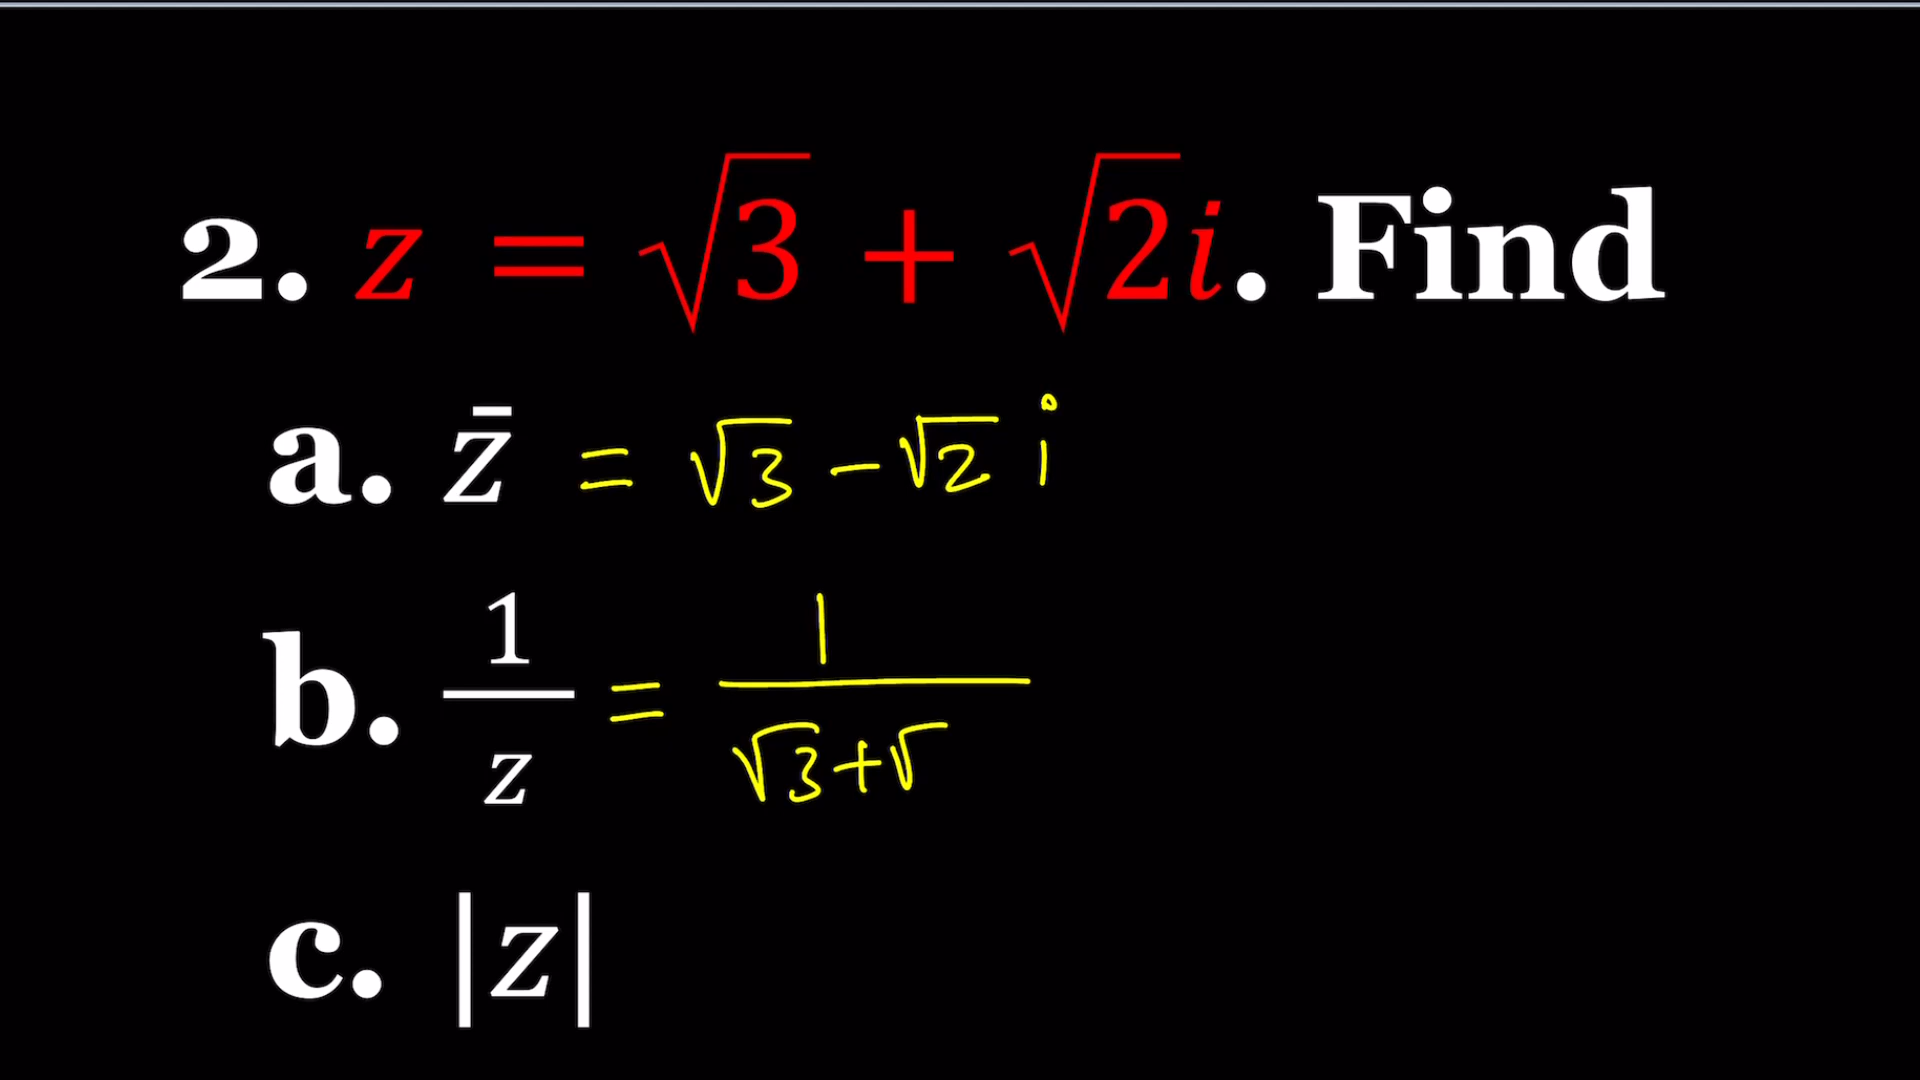 2. z = √3 + √2i. Find
a. z̄ = √3 − √2 i
b. 1/z = 1/(√3+√
c. |z|